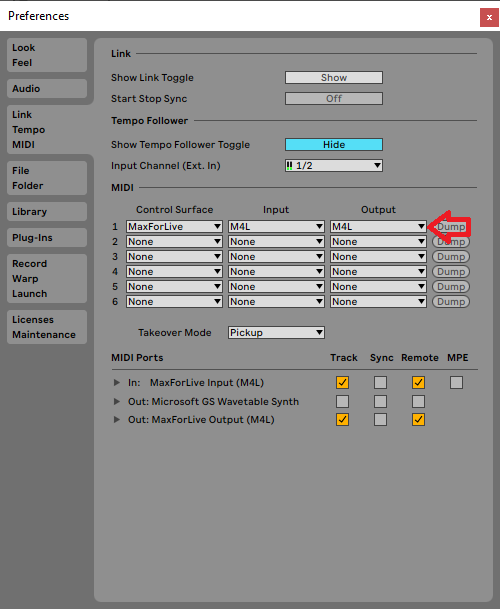 Preferences
x
Look
Feel
Audio
Link
Tempo
MIDI
File
Folder
Library
Plug-Ins
Record
Warp
Launch
Licenses
Maintenance
Link
Show Link Toggle Show
Start Stop Sync Off
Tempo Follower
Show Tempo Follower Toggle Hide
Input Channel (Ext. In) 1/2
MIDI
Control Surface Input Output
1 MaxForLive M4L M4L Dump
2 None None None Dump
3 None None None Dump
4 None None None Dump
5 None None None Dump
6 None None None Dump
Takeover Mode Pickup
MIDI Ports Track Sync Remote MPE
In: MaxForLive Input (M4L)
Out: Microsoft GS Wavetable Synth
Out: MaxForLive Output (M4L)